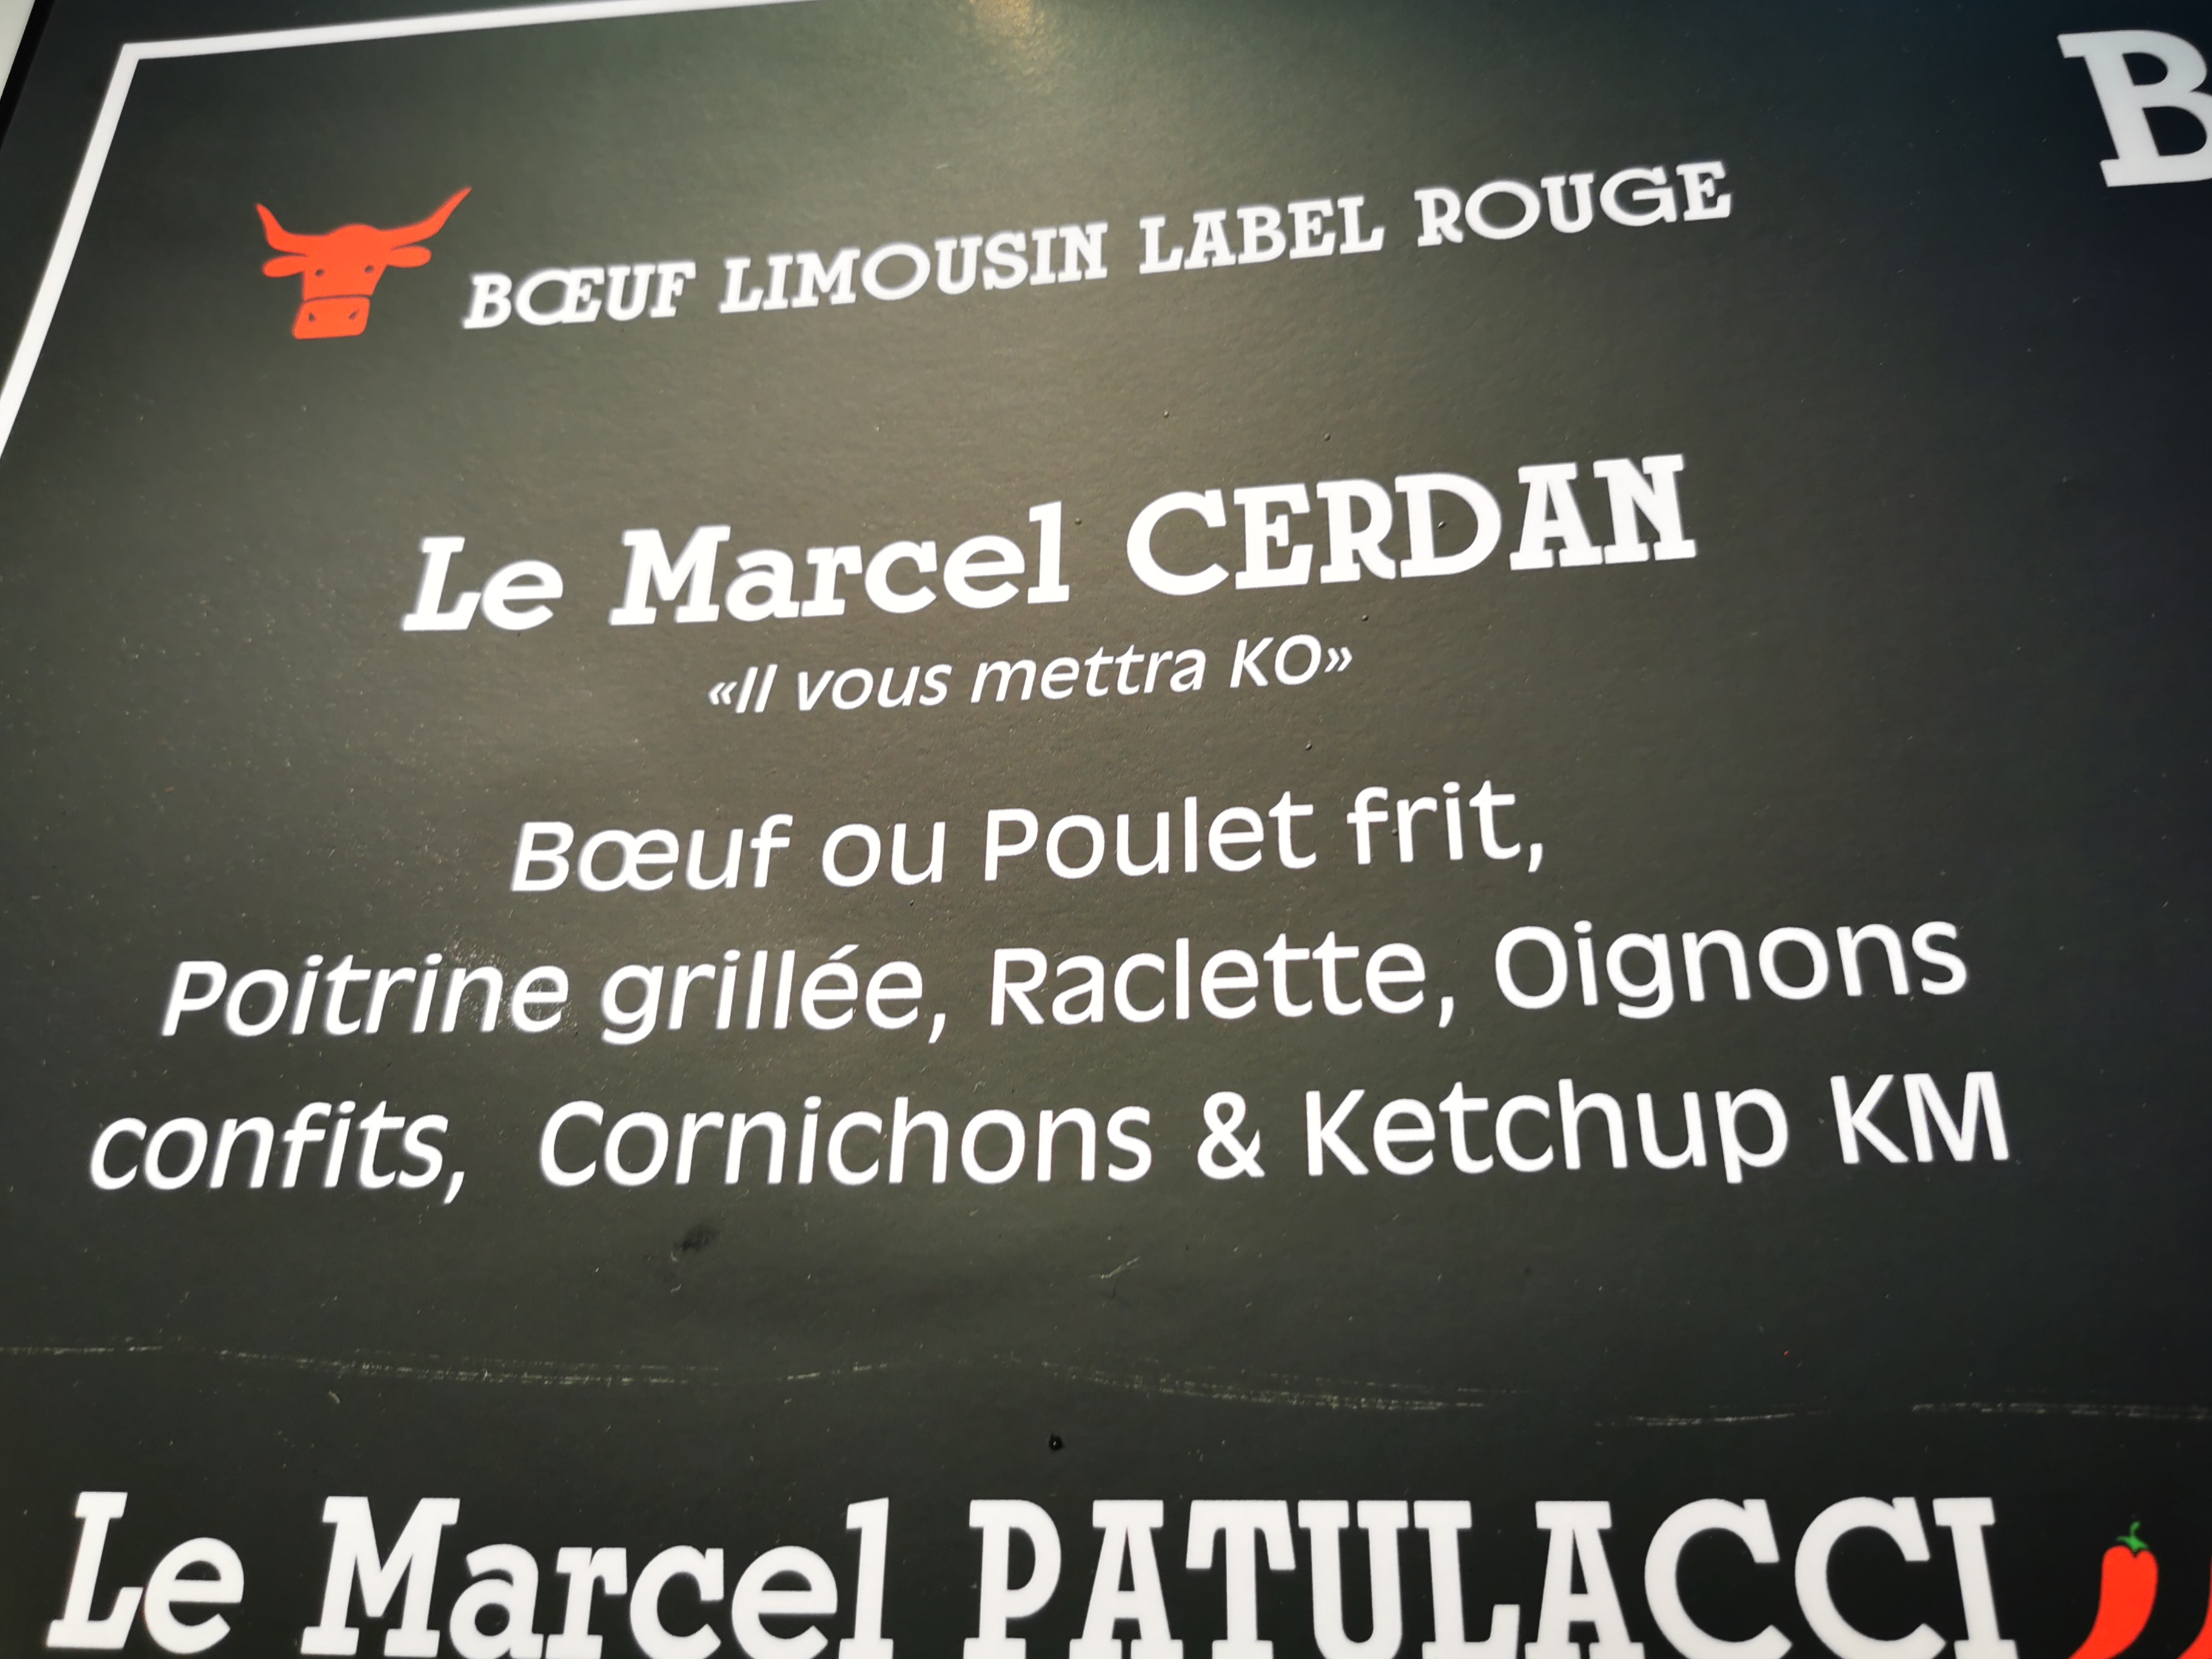 B
BŒUF LIMOUSIN LABEL ROUGE
Le Marcel CERDAN
«Il vous mettra KO»
Bœuf ou Poulet frit,
Poitrine grillée, Raclette, Oignons
confits, Cornichons & Ketchup KM
Le Marcel PATULACCI